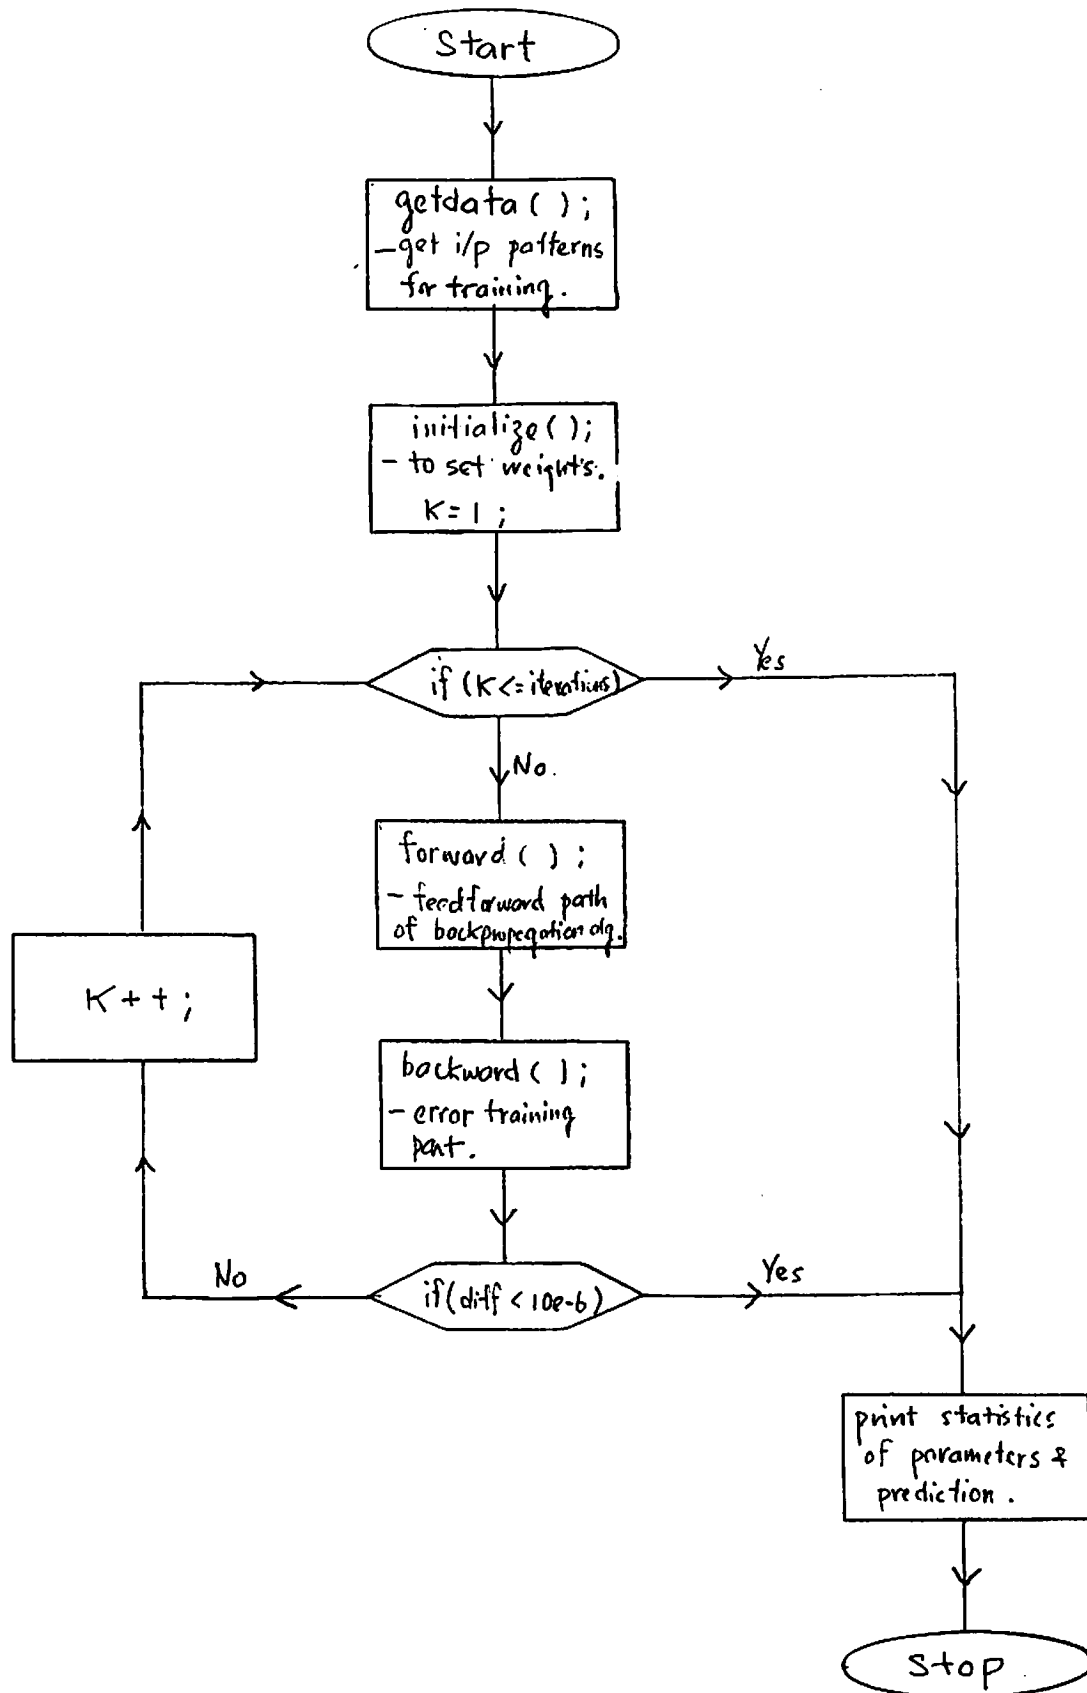 Start
getdata ( ) ;
- get i/p patterns
for training.
initialize ( ) ;
- to set weights.
K = 1 ;
if (K <= iterations)
Yes
No.
forward ( ) ;
- feedforward path
of backpropegation alg.
K + + ;
backward ( ) ;
- error training
part.
No
if (diff < 10e-6)
Yes
print statistics
of parameters &
prediction .
Stop